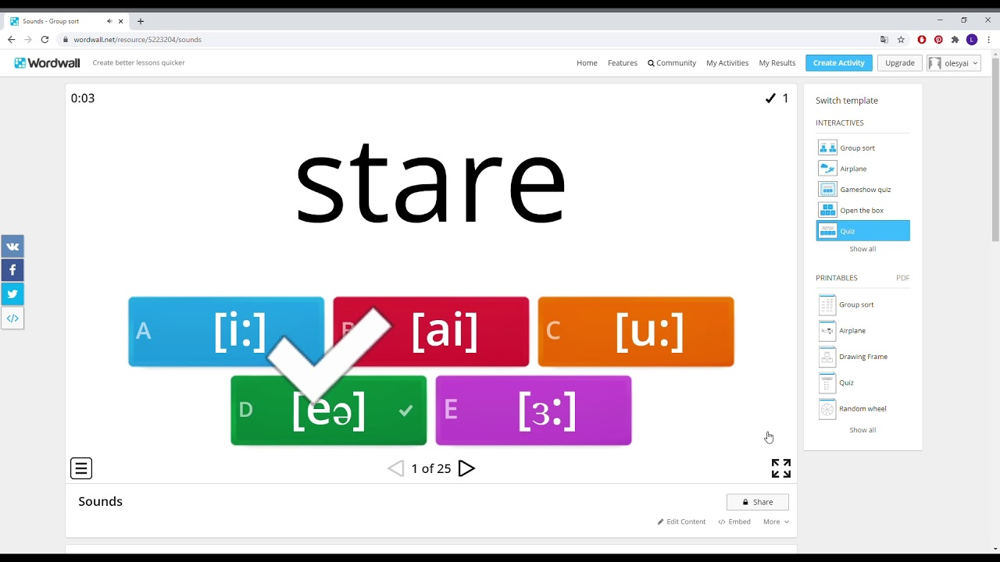 Sounds - Group sort
wordwall.net/resource/5223204/sounds
L
Wordwall
Create better lessons quicker
Home Features Community My Activities My Results Create Activity Upgrade olesyai
0:03
1
stare
A [i:]
B [ai]
C [u:]
D [eə]
E [ɜ:]
1 of 25
Sounds
Share
Edit Content </> Embed More
Switch template
INTERACTIVES
Group sort
Airplane
Gameshow quiz
Open the box
Quiz
Show all
PRINTABLES PDF
Group sort
Airplane
Drawing Frame
Quiz
Random wheel
Show all